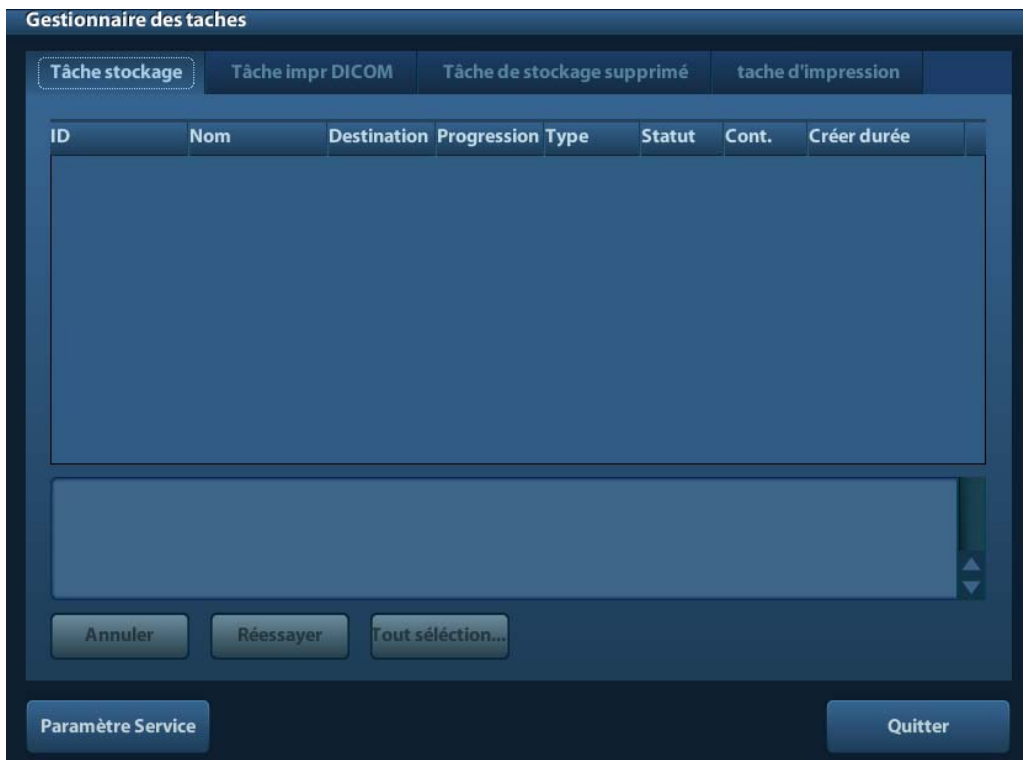 Gestionnaire des taches
Tâche stockage Tâche impr DICOM Tâche de stockage supprimé tache d'impression
ID Nom Destination Progression Type Statut Cont. Créer durée
Annuler Réessayer Tout séléction...
Paramètre Service Quitter